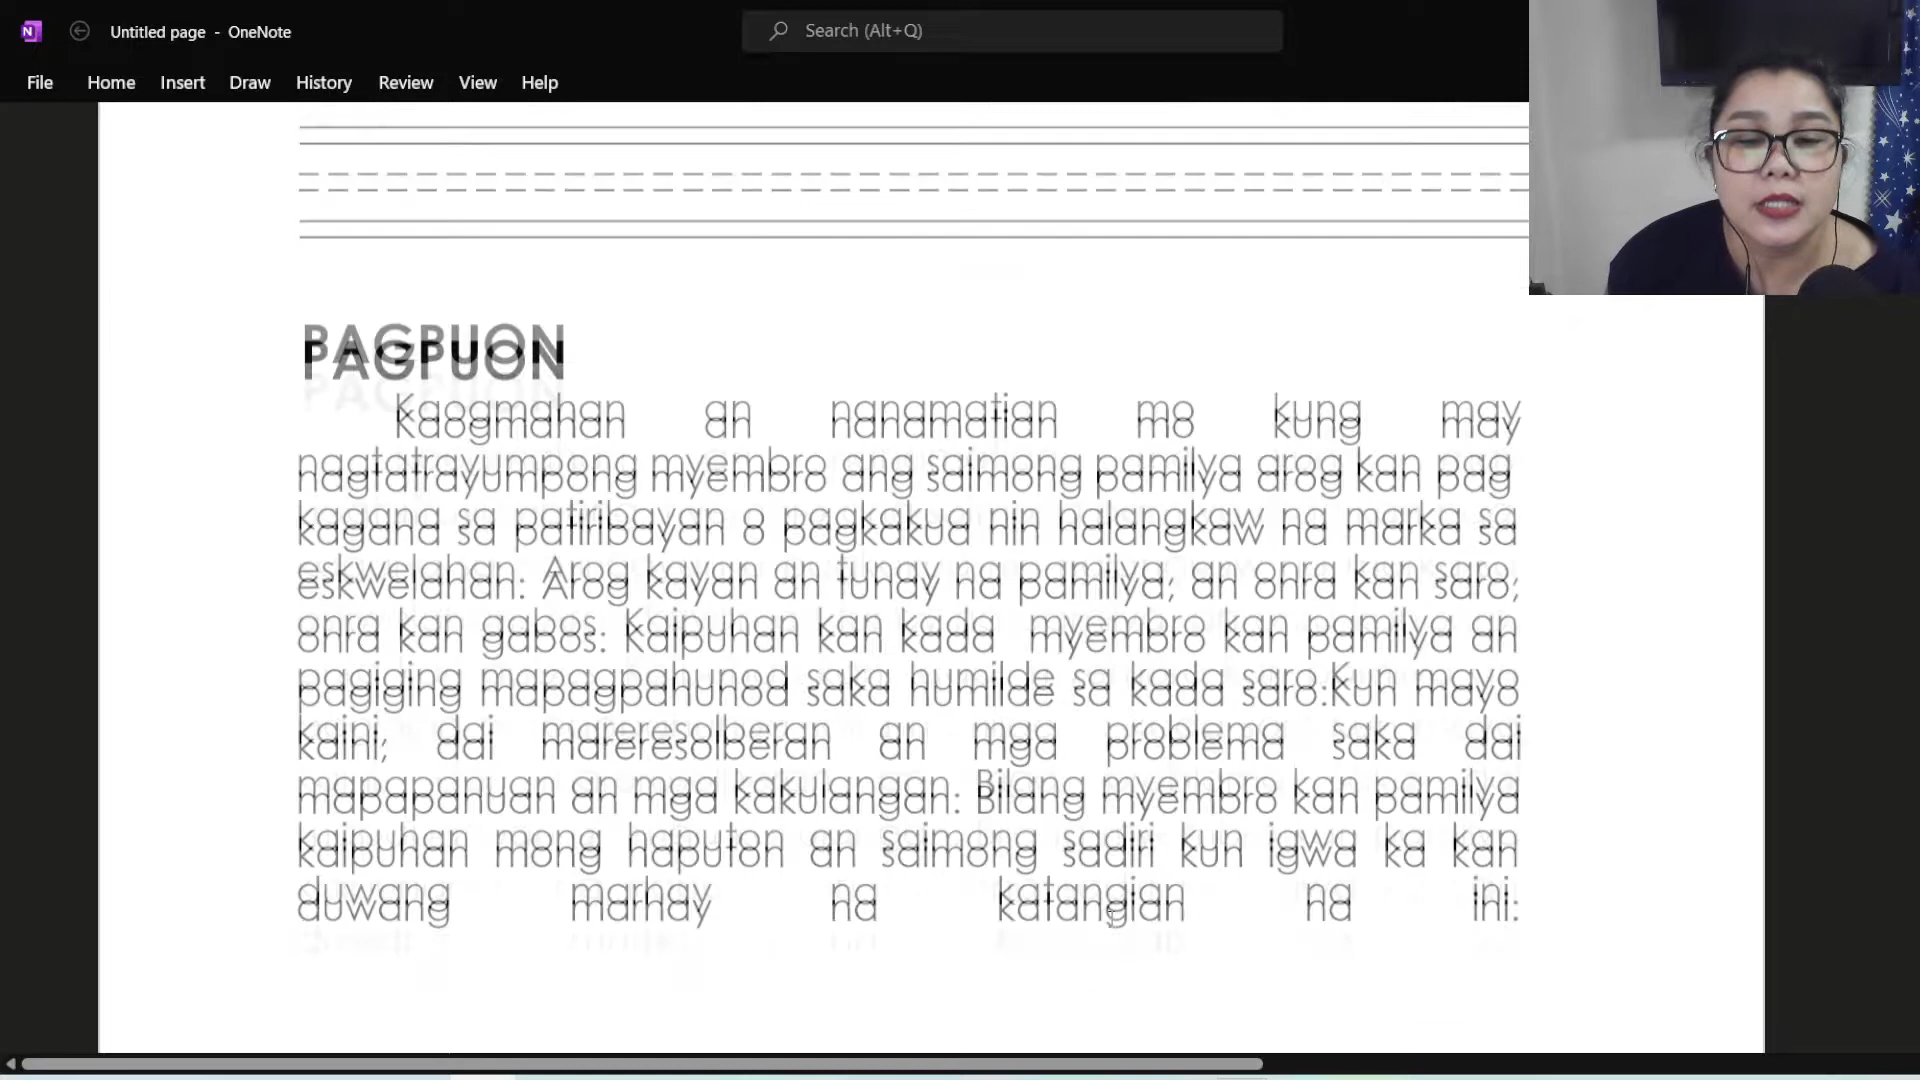 Untitled page - OneNote
Search (Alt+Q)
File Home Insert Draw History Review View Help
PAGPUON
Kaogmahan an nanamatian mo kung may
nagtatrayumpong myembro ang saimong pamilya arog kan pag
kagana sa patiribayan o pagkakua nin halangkaw na marka sa
eskwelahan. Arog kayan an tunay na pamilya, an onra kan saro,
onra kan gabos. Kaipuhan kan kada myembro kan pamilya an
pagiging mapagpahunod saka humilde sa kada saro.Kun mayo
kaini, dai mareresolberan an mga problema saka dai
mapapanuan an mga kakulangan. Bilang myembro kan pamilya
kaipuhan mong haputon an saimong sadiri kun igwa ka kan
duwang marhay na katangian na ini.